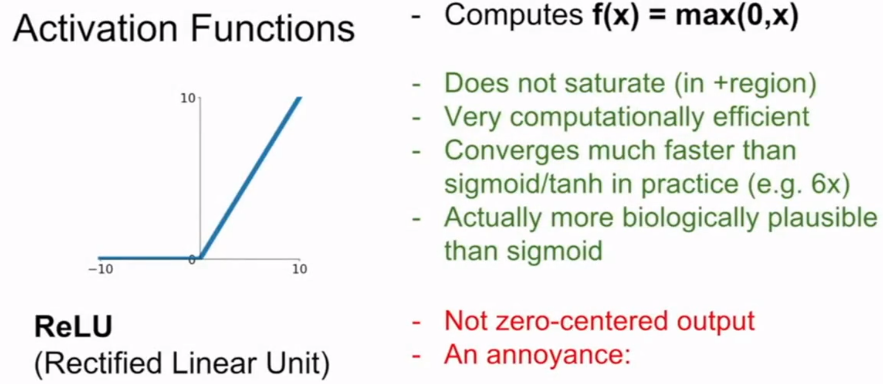 Activation Functions
10
0
−10
10
ReLU
(Rectified Linear Unit)
- Computes f(x) = max(0,x)
- Does not saturate (in +region)
- Very computationally efficient
- Converges much faster than
sigmoid/tanh in practice (e.g. 6x)
- Actually more biologically plausible
than sigmoid
- Not zero-centered output
- An annoyance: